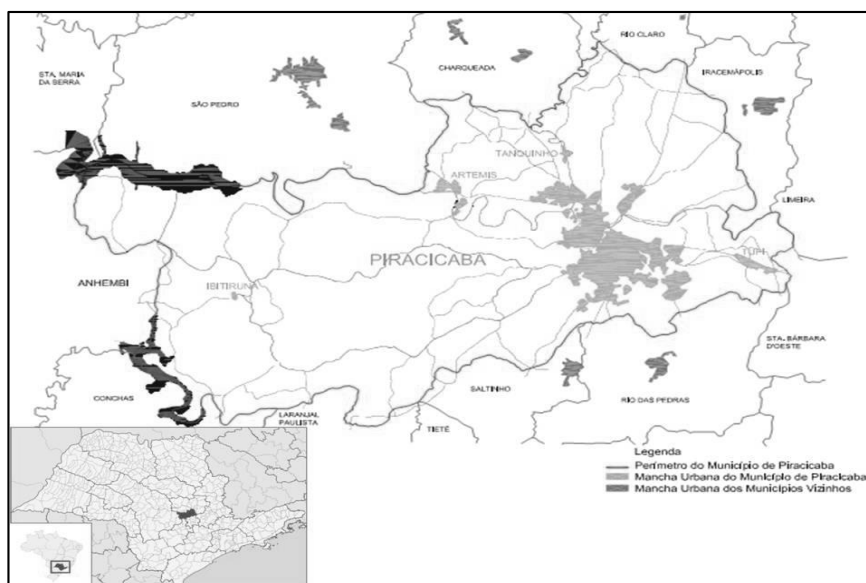 RIO CLARO
STA. MARIA
DA SERRA
CHARQUEADA
IRACEMÁPOLIS
SÃO PEDRO
TANQUINHO
ARTEMIS
LIMEIRA
PIRACICABA
TUPI
ANHEMBI
IBITIRUNA
STA. BÁRBARA
D'OESTE
SALTINHO
CONCHAS
RIO DAS PEDRAS
LARANJAL
PAULISTA
TIETÊ
Legenda
Perímetro do Município de Piracicaba
Mancha Urbana do Município de Piracicaba
Mancha Urbana dos Municípios Vizinhos